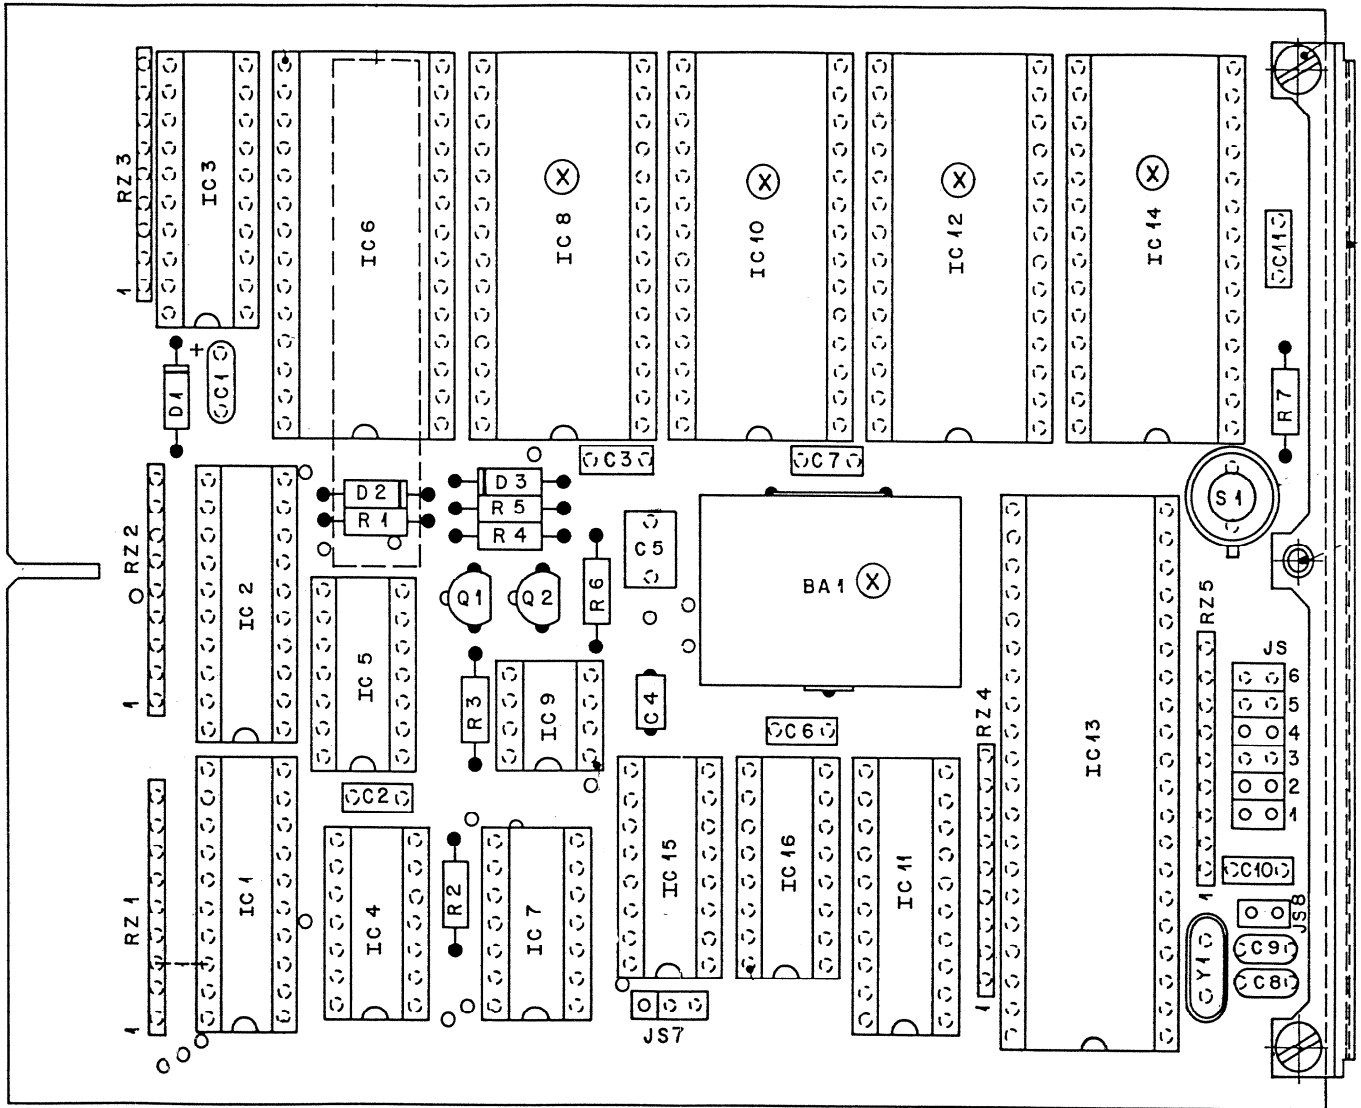 RZ3
1
IC3
IC6
IC8
X
IC10
X
IC12
X
IC14
X
C11
D1
+
C1
R7
C3
C7
RZ2
1
IC2
D2
R1
D3
R5
R4
C5
S1
Q1
Q2
R6
BA1
X
IC5
R3
IC9
C4
C6
RZ4
1
IC13
RZ5
1
JS
6
5
4
3
2
1
C2
RZ1
1
IC1
IC4
R2
IC7
IC15
IC16
IC11
C10
JS8
C9
C8
Y1
JS7